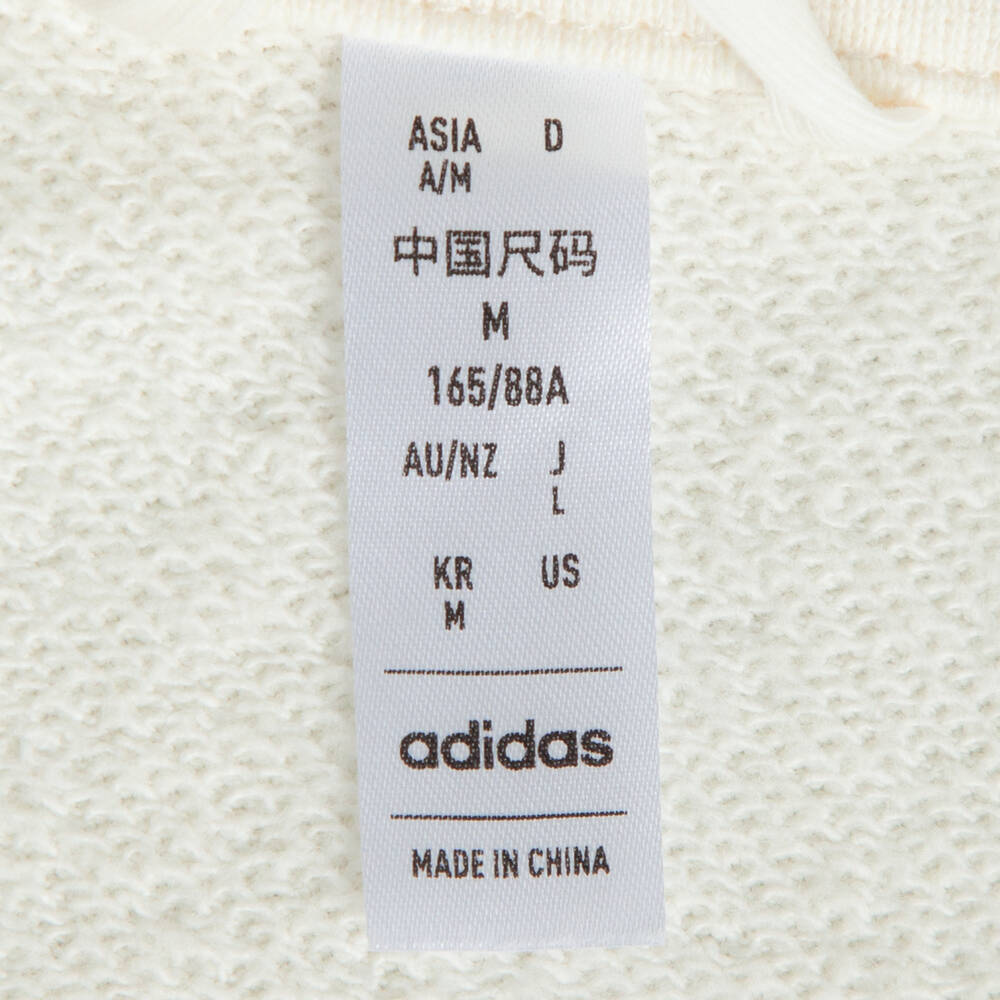 ASIA D
A/M
中国尺码
M
165/88A
AU/NZ J
L
KR US
M
adidas
MADE IN CHINA